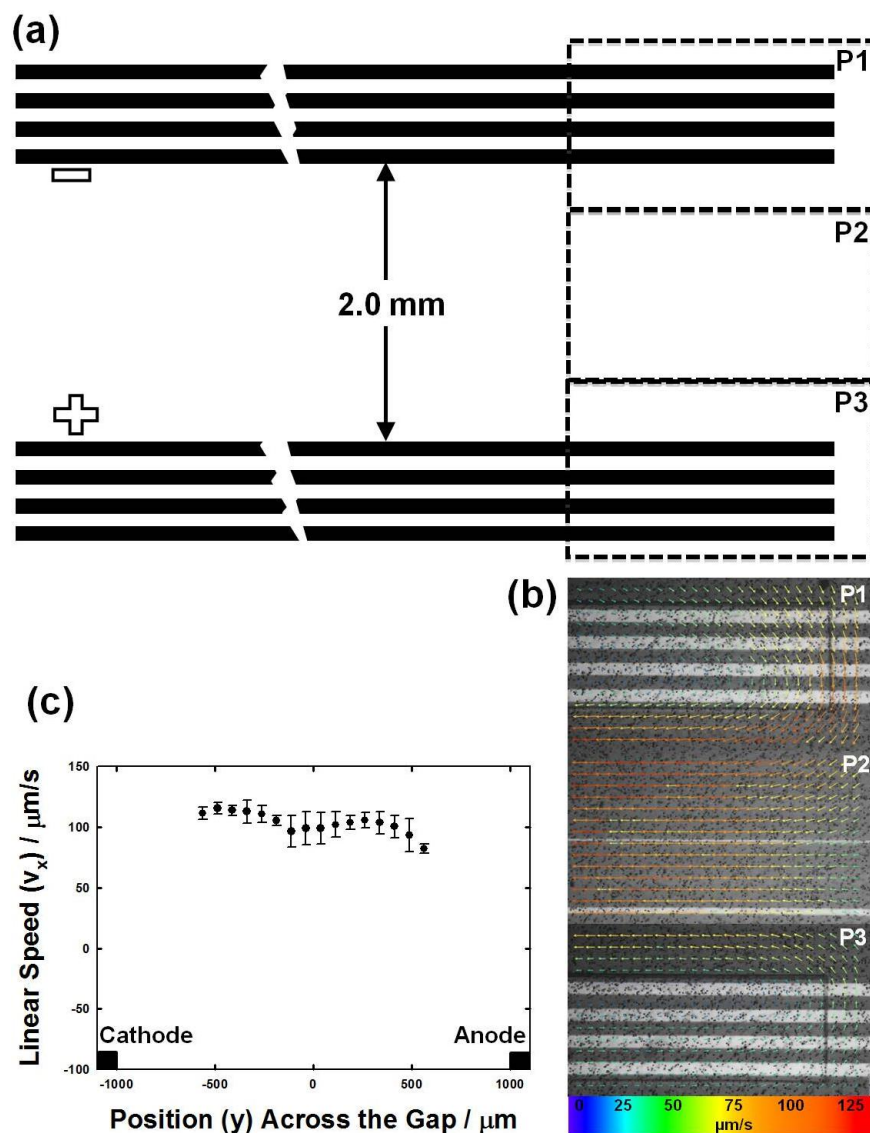 (a)
P1
2.0 mm
P2
P3
(b)
P1
P2
P3
0 25 50 75 100 125
μm/s
(c)
150
100
50
0
-50
-100
Linear Speed (vₓ) / μm/s
Cathode
Anode
-1000 -500 0 500 1000
Position (y) Across the Gap / μm